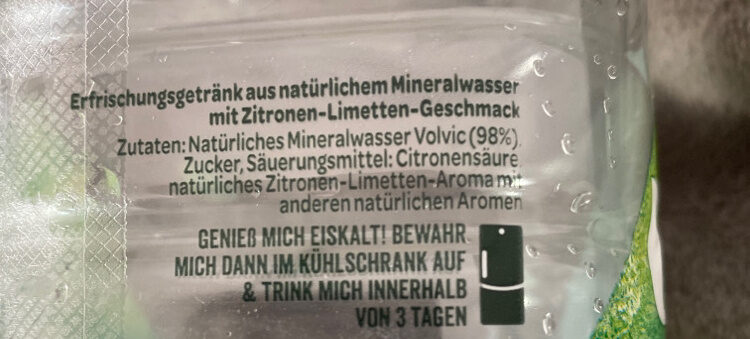 Erfrischungsgetränk aus natürlichem Mineralwasser
mit Zitronen-Limetten-Geschmack
Zutaten: Natürliches Mineralwasser Volvic (98%),
Zucker, Säuerungsmittel: Citronensäure,
natürliches Zitronen-Limetten-Aroma mit
anderen natürlichen Aromen
GENIEẞ MICH EISKALT! BEWAHR
MICH DANN IM KÜHLSCHRANK AUF
& TRINK MICH INNERHALB
VON 3 TAGEN